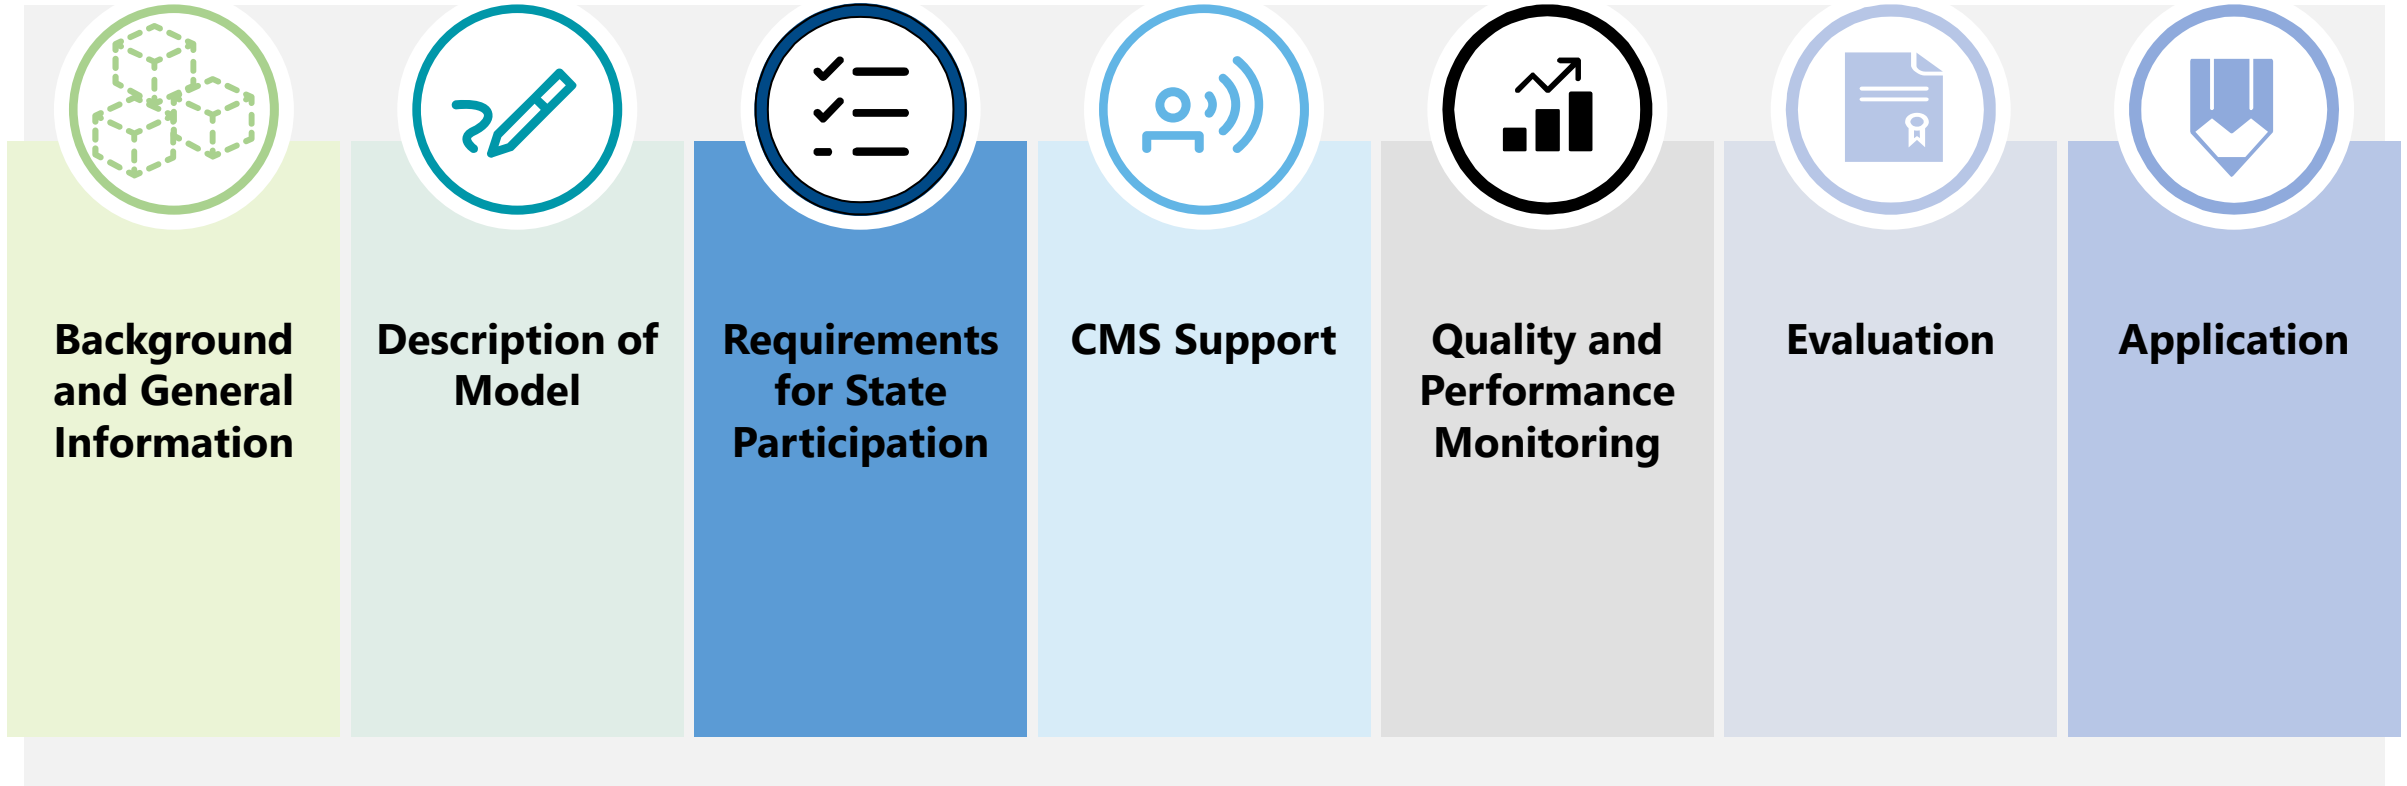 Background
and General
Information
Description of
Model
Requirements
for State
Participation
CMS Support
Quality and
Performance
Monitoring
Evaluation
Application